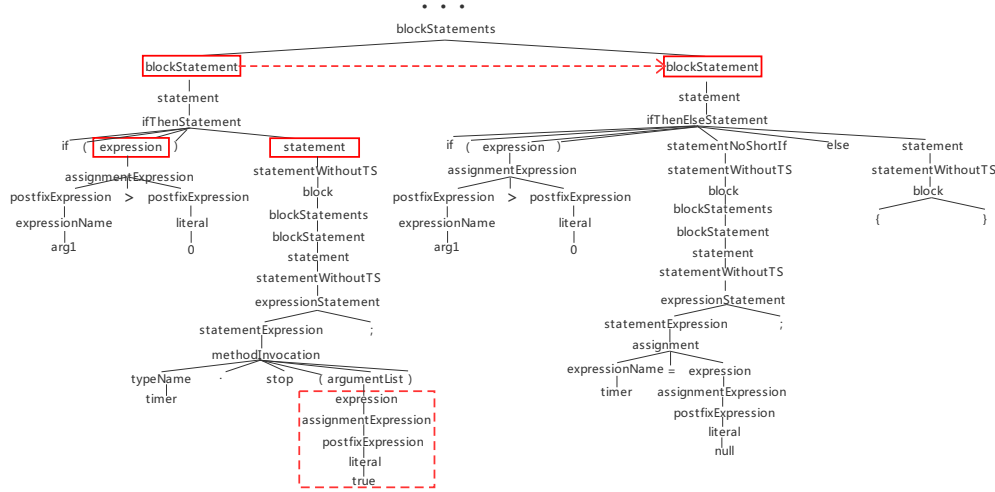 . . .
blockStatements
blockStatement blockStatement
statement statement
ifThenStatement ifThenElseStatement
if ( expression ) statement if ( expression ) statementNoShortIf else statement
assignmentExpression statementWithoutTS assignmentExpression statementWithoutTS statementWithoutTS
postfixExpression > postfixExpression block postfixExpression > postfixExpression block block
expressionName literal blockStatements expressionName literal blockStatements { }
arg1 0 blockStatement arg1 0 blockStatement
statement statement
statementWithoutTS statementWithoutTS
expressionStatement expressionStatement
statementExpression ; statementExpression ;
methodInvocation assignment
typeName . stop ( argumentList ) expressionName = expression
timer expression timer assignmentExpression
assignmentExpression postfixExpression
postfixExpression literal
literal null
true